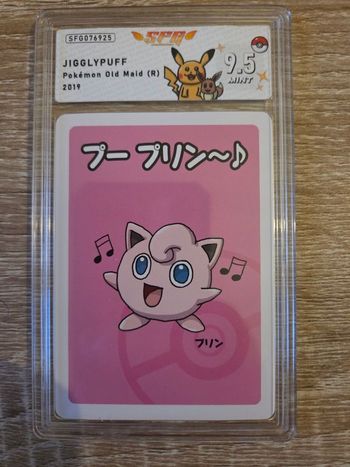 SFG076925
SFG
JIGGLYPUFF
Pokémon Old Maid (R)
2019
9.5
MINT
プー プリン〜♪
プリン